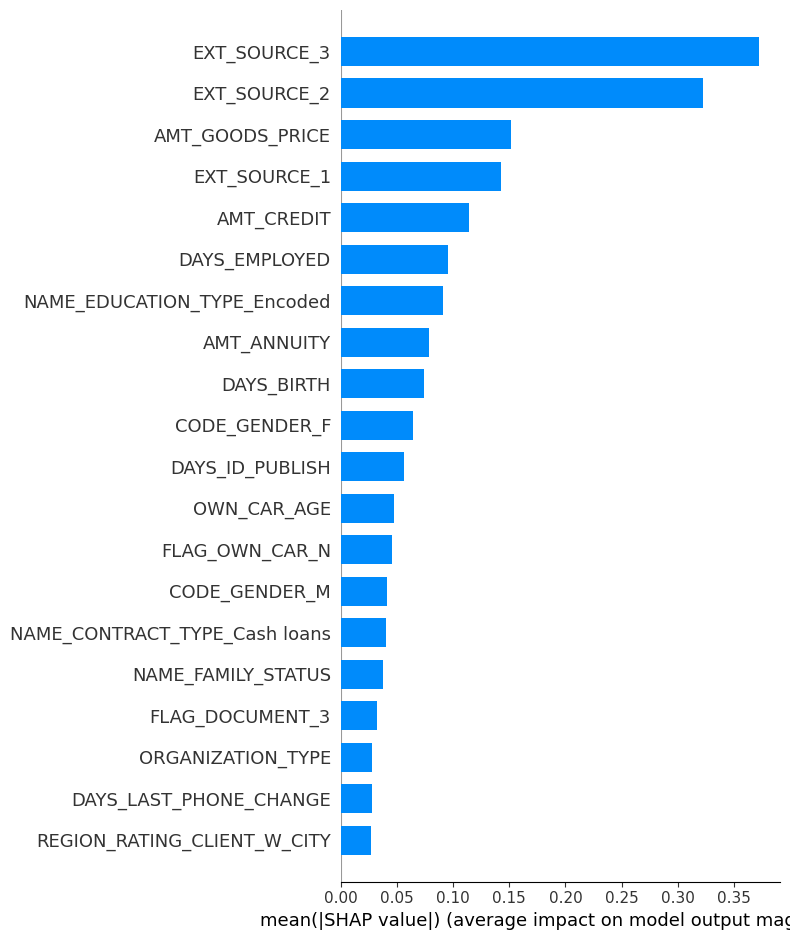 EXT_SOURCE_3
EXT_SOURCE_2
AMT_GOODS_PRICE
EXT_SOURCE_1
AMT_CREDIT
DAYS_EMPLOYED
NAME_EDUCATION_TYPE_Encoded
AMT_ANNUITY
DAYS_BIRTH
CODE_GENDER_F
DAYS_ID_PUBLISH
OWN_CAR_AGE
FLAG_OWN_CAR_N
CODE_GENDER_M
NAME_CONTRACT_TYPE_Cash loans
NAME_FAMILY_STATUS
FLAG_DOCUMENT_3
ORGANIZATION_TYPE
DAYS_LAST_PHONE_CHANGE
REGION_RATING_CLIENT_W_CITY
0.00 0.05 0.10 0.15 0.20 0.25 0.30 0.35
mean(|SHAP value|) (average impact on model output mag